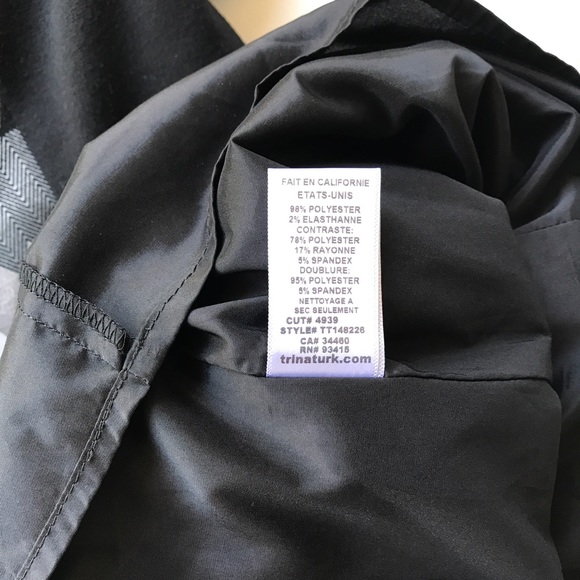 FAIT EN CALIFORNIE
ETATS-UNIS
98% POLYESTER
2% ELASTHANNE
CONTRASTE:
78% POLYESTER
17% RAYONNE
5% SPANDEX
DOUBLURE:
95% POLYESTER
5% SPANDEX
NETTOYAGE A
SEC SEULEMENT
CUT# 4939
STYLE# TT148226
CA# 34460
RN# 93415
trinaturk.com